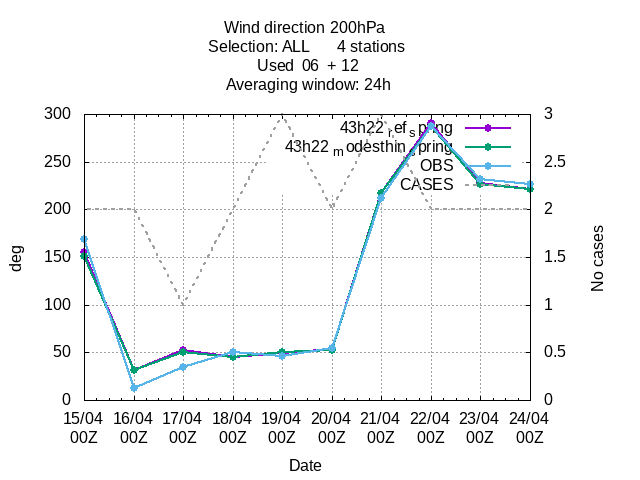 Wind direction 200hPa
Selection: ALL 4 stations
Used 06 + 12
Averaging window: 24h
300
250
200
150
100
50
0
deg
3
2.5
2
1.5
1
0.5
0
No cases
43h22refspring
43h22modesthinspring
OBS
CASES
15/04 16/04 17/04 18/04 19/04 20/04 21/04 22/04 23/04 24/04
00Z 00Z 00Z 00Z 00Z 00Z 00Z 00Z 00Z 00Z
Date